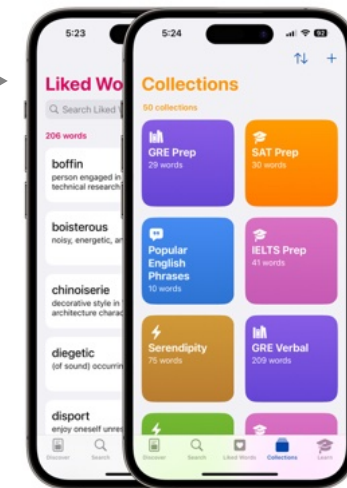 5:23
Liked Wo
Search Liked
206 words
boffin
person engaged in
technical research
boisterous
noisy, energetic, an
chinoiserie
decorative style in
architecture charac
diegetic
(of sound) occurrin
disport
enjoy oneself unres
Discover
Search
5:24
Collections
50 collections
GRE Prep
29 words
SAT Prep
30 words
Popular
English
Phrases
10 words
IELTS Prep
41 words
Serendipity
75 words
GRE Verbal
209 words
Discover
Search
Liked Words
Collections
Learn